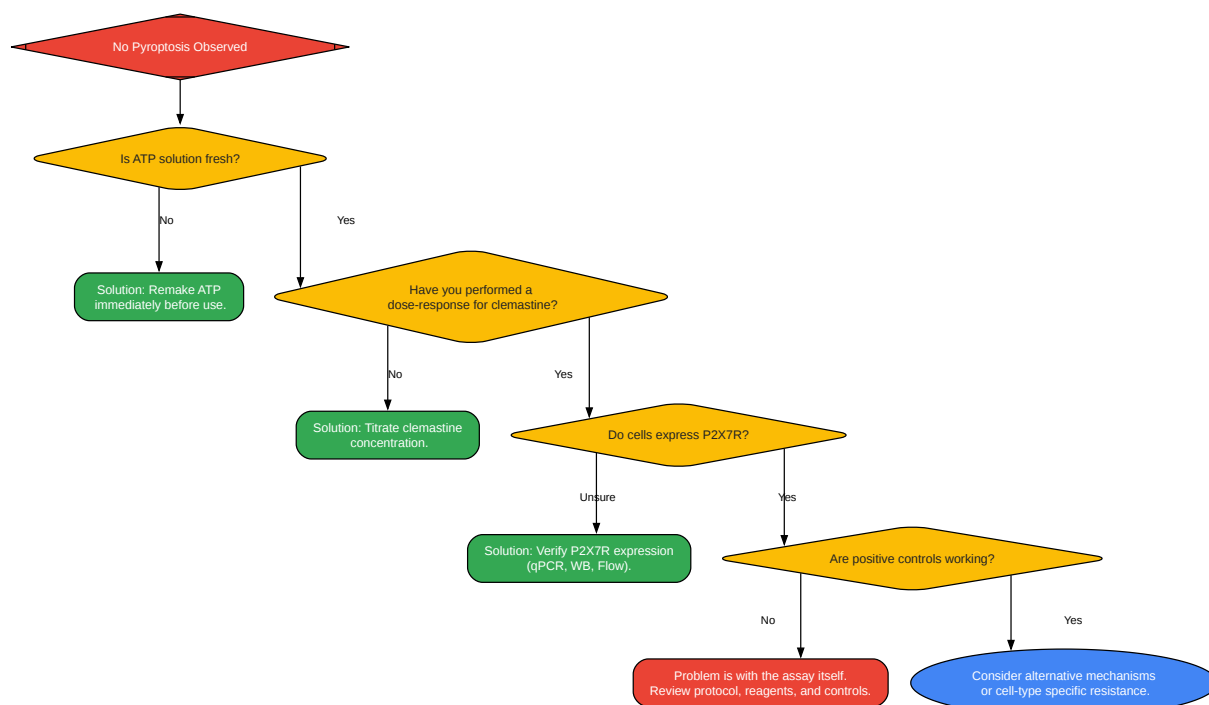 No Pyroptosis Observed
Is ATP solution fresh?
No
Yes
Solution: Remake ATP
immediately before use.
Have you performed a
dose-response for clemastine?
No
Yes
Solution: Titrate clemastine
concentration.
Do cells express P2X7R?
Unsure
Yes
Solution: Verify P2X7R expression
(qPCR, WB, Flow).
Are positive controls working?
No
Yes
Problem is with the assay itself.
Review protocol, reagents, and controls.
Consider alternative mechanisms
or cell-type specific resistance.